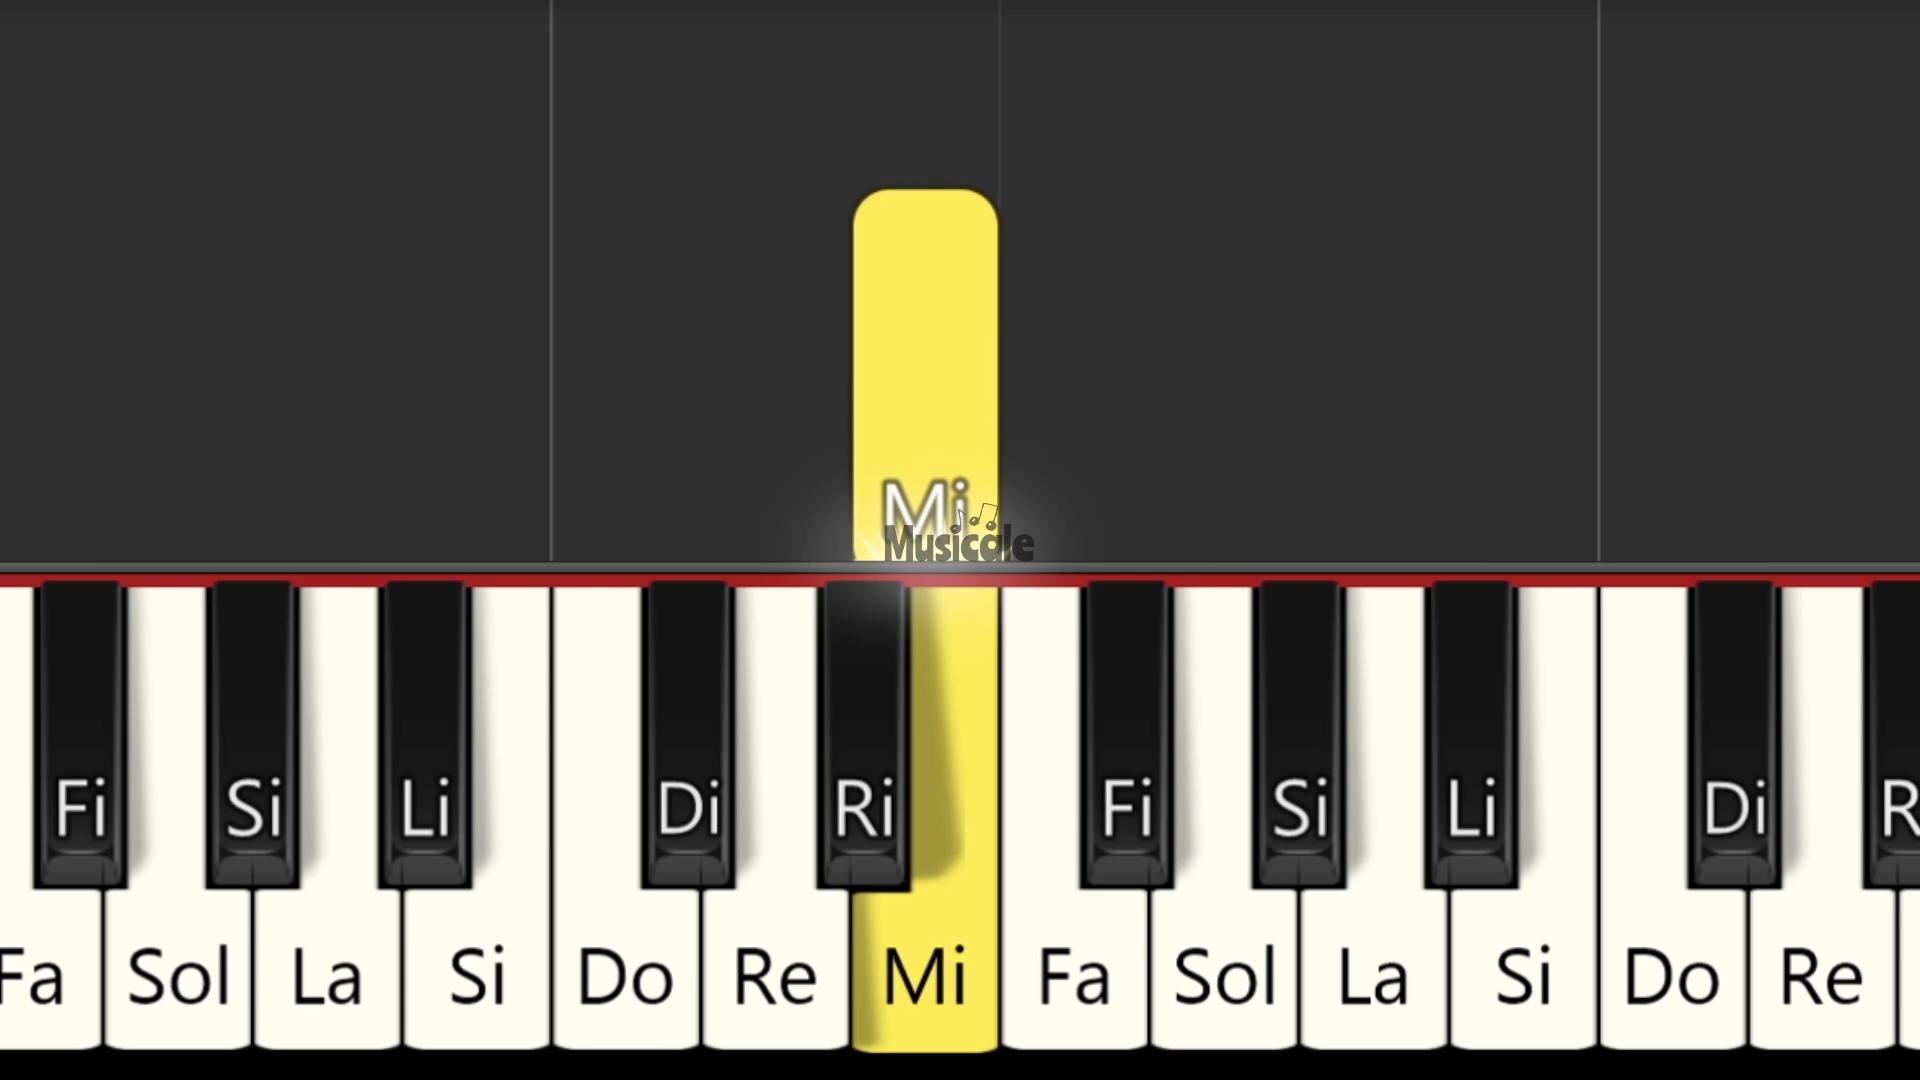 Mi
Musicale
Fi Si Li Di Ri Fi Si Li Di R
Fa Sol La Si Do Re Mi Fa Sol La Si Do Re